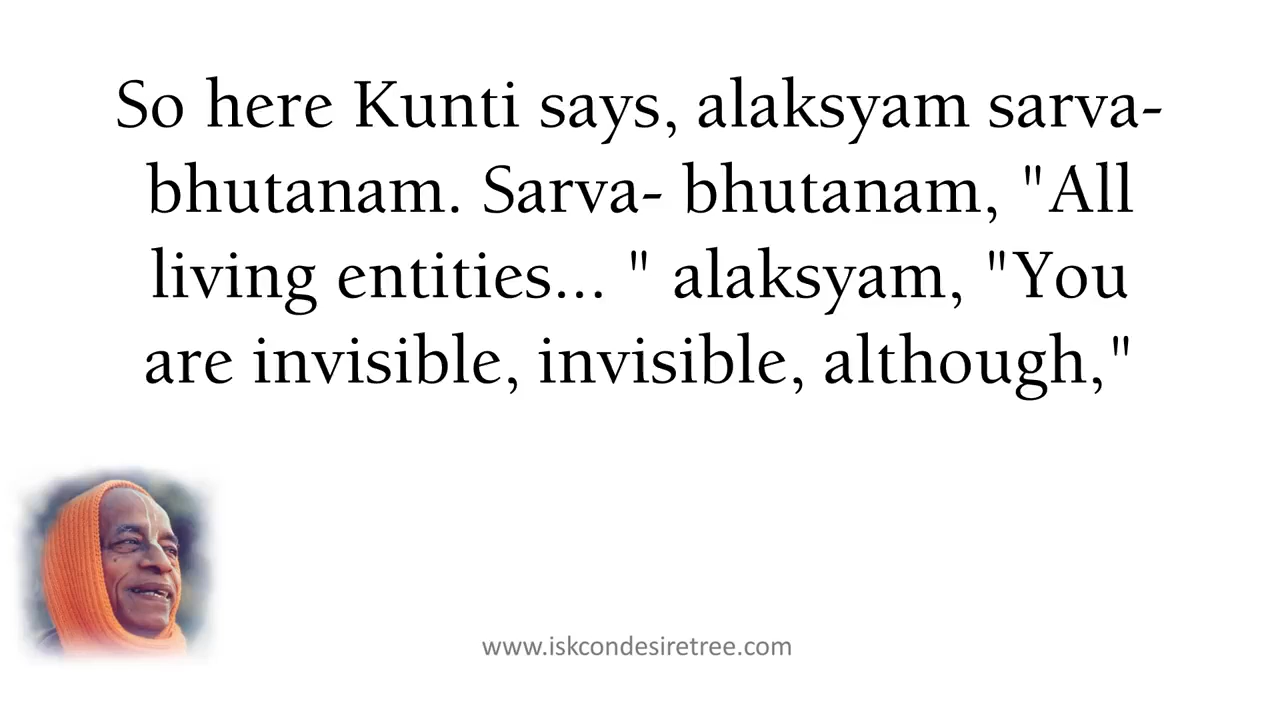 So here Kunti says, alaksyam sarva-
bhutanam. Sarva- bhutanam, "All
living entities... " alaksyam, "You
are invisible, invisible, although,"
www.iskcondesiretree.com